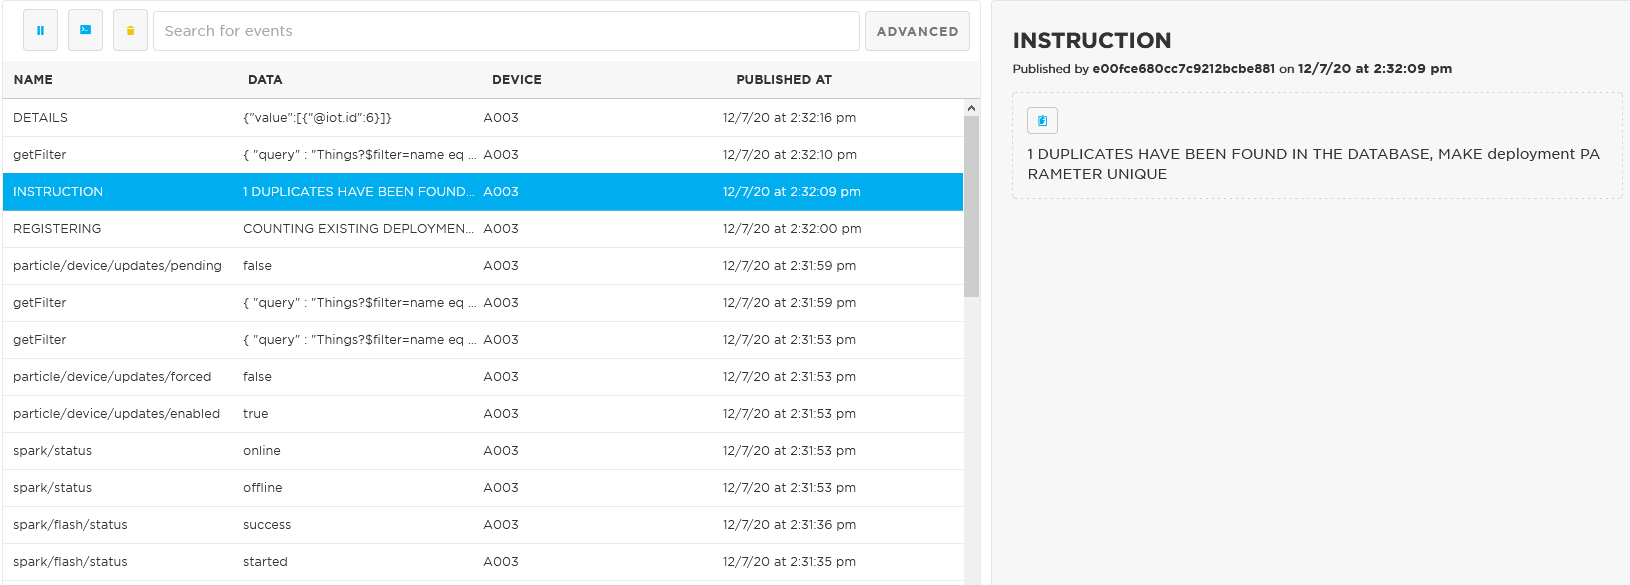 Search for events
ADVANCED
NAME DATA DEVICE PUBLISHED AT
DETAILS {"value":[{"@iot.id":6}]} A003 12/7/20 at 2:32:16 pm
getFilter { "query" : "Things?$filter=name eq ... A003 12/7/20 at 2:32:10 pm
INSTRUCTION 1 DUPLICATES HAVE BEEN FOUND... A003 12/7/20 at 2:32:09 pm
REGISTERING COUNTING EXISTING DEPLOYMEN... A003 12/7/20 at 2:32:00 pm
particle/device/updates/pending false A003 12/7/20 at 2:31:59 pm
getFilter { "query" : "Things?$filter=name eq ... A003 12/7/20 at 2:31:59 pm
getFilter { "query" : "Things?$filter=name eq ... A003 12/7/20 at 2:31:53 pm
particle/device/updates/forced false A003 12/7/20 at 2:31:53 pm
particle/device/updates/enabled true A003 12/7/20 at 2:31:53 pm
spark/status online A003 12/7/20 at 2:31:53 pm
spark/status offline A003 12/7/20 at 2:31:53 pm
spark/flash/status success A003 12/7/20 at 2:31:36 pm
spark/flash/status started A003 12/7/20 at 2:31:35 pm
INSTRUCTION
Published by e00fce680cc7c9212bcbe881 on 12/7/20 at 2:32:09 pm
1 DUPLICATES HAVE BEEN FOUND IN THE DATABASE, MAKE deployment PA
RAMETER UNIQUE